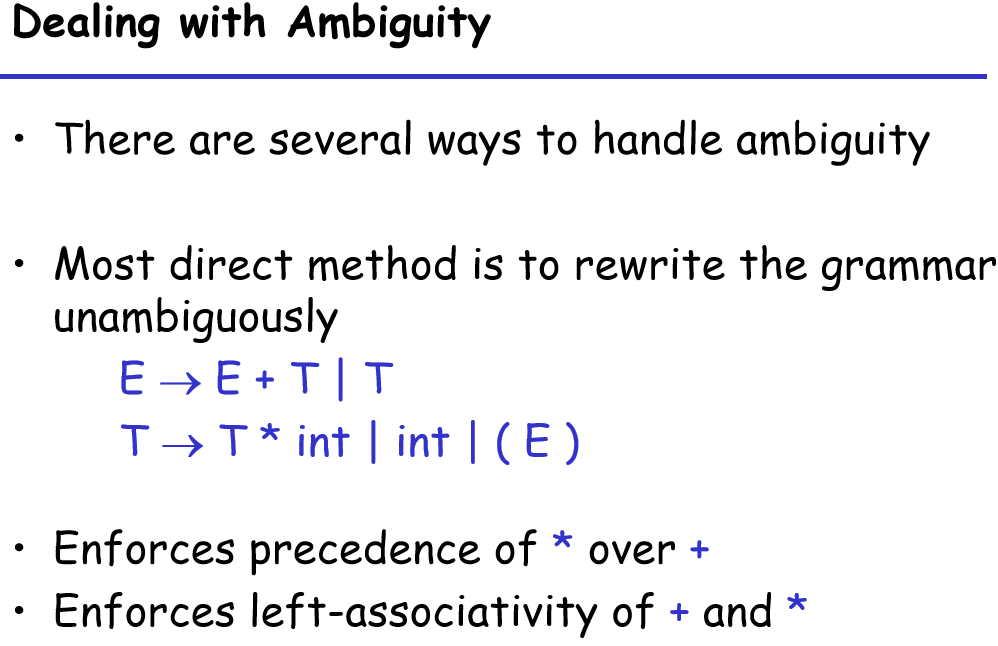 Dealing with Ambiguity
• There are several ways to handle ambiguity
• Most direct method is to rewrite the grammar
unambiguously
E → E + T | T
T → T * int | int | ( E )
• Enforces precedence of * over +
• Enforces left-associativity of + and *